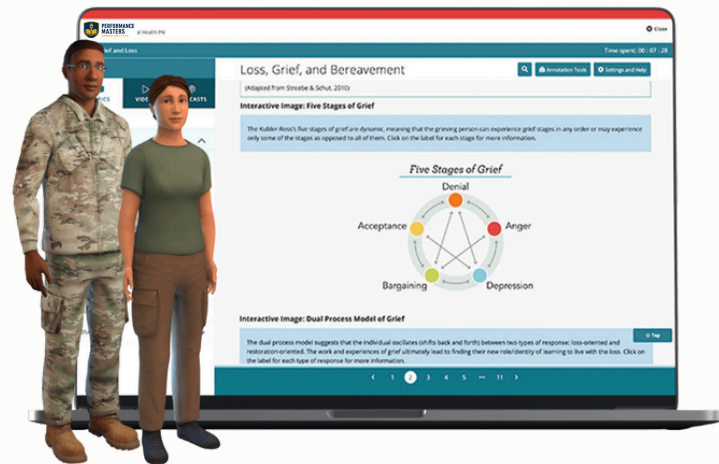 PERFORMANCE
MASTERS
al Health PN
Close
ief and Loss
Time spent: 00 : 07 : 28
Loss, Grief, and Bereavement
Annotation Tools
Settings and Help
VIDE
CASTS
(Adapted from Stroebe & Schut, 2010)
Interactive Image: Five Stages of Grief
The Kubler-Ross's five stages of grief are dynamic, meaning that the grieving person can experience grief stages in any order or may experience
only some of the stages as opposed to all of them. Click on the label for each stage for more information.
Five Stages of Grief
Denial
Acceptance
Anger
Bargaining
Depression
Interactive Image: Dual Process Model of Grief
Top
The dual process model suggests that the individual oscillates (shifts back and forth) between two types of response: loss-oriented and
restoration-oriented. The work and experiences of grief ultimately lead to finding their new role/identity of learning to live with the loss. Click on
the label for each type of response for more information.
< 1 2 3 4 5 ••• 11 >